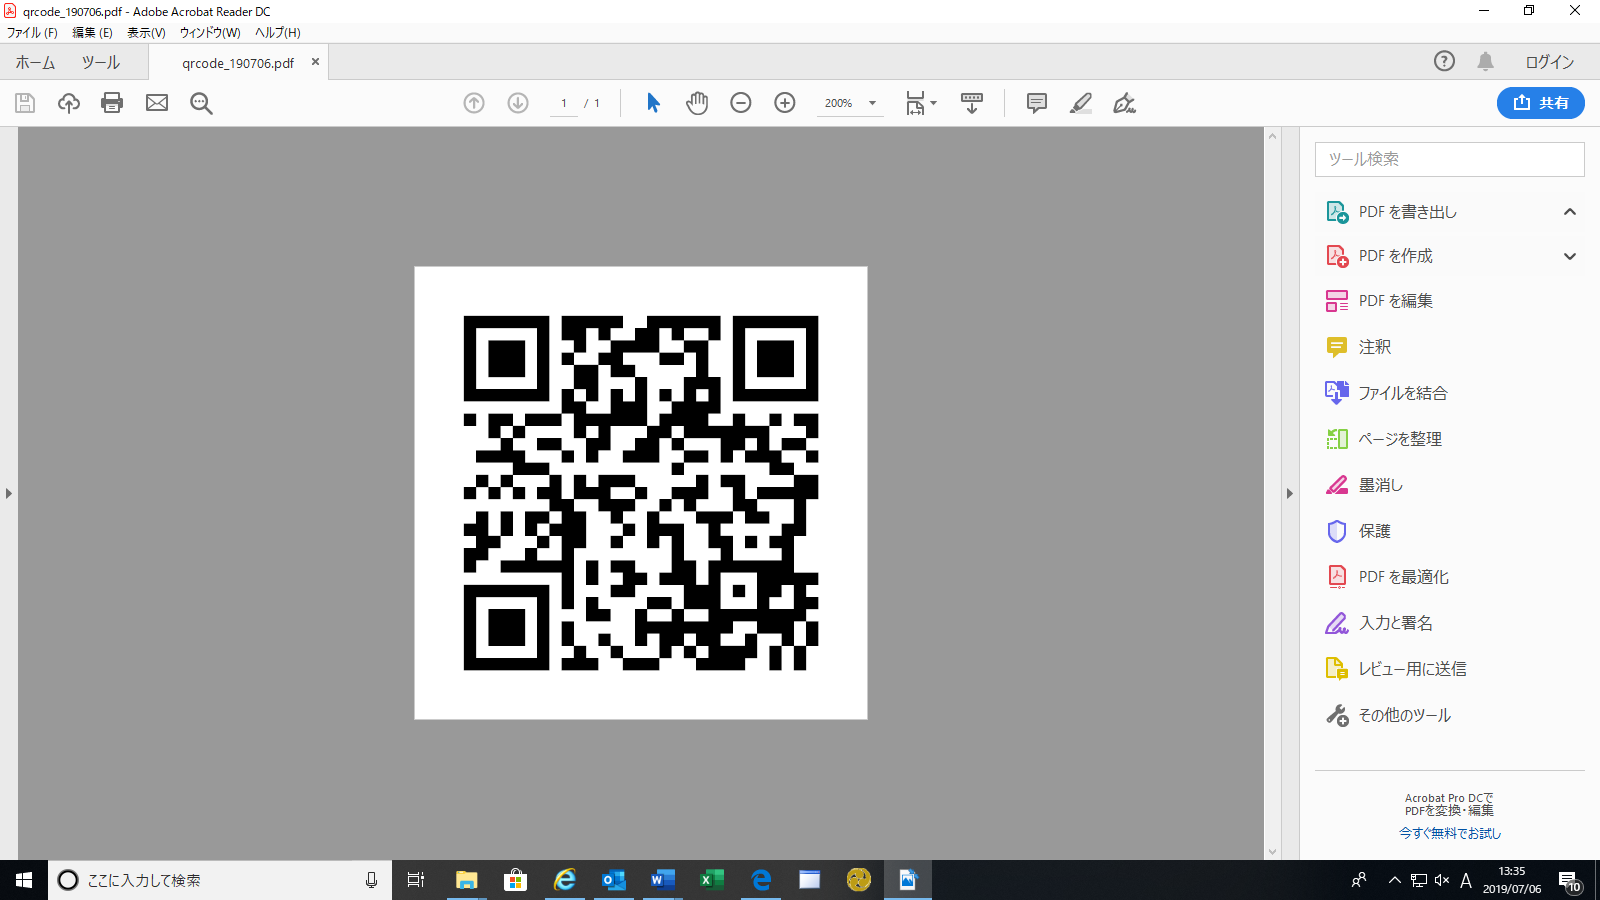 qrcode_190706.pdf - Adobe Acrobat Reader DC
ファイル (F) 編集 (E) 表示(V) ウィンドウ(W) ヘルプ(H)
ホーム ツール qrcode_190706.pdf × ログイン
1 / 1 200% 共有
ツール検索
PDF を書き出し
PDF を作成
PDF を編集
注釈
ファイルを結合
ページを整理
墨消し
保護
PDF を最適化
入力と署名
レビュー用に送信
その他のツール
Acrobat Pro DCで
PDFを変換・編集
今すぐ無料でお試し
ここに入力して検索
A
13:35
2019/07/06
10